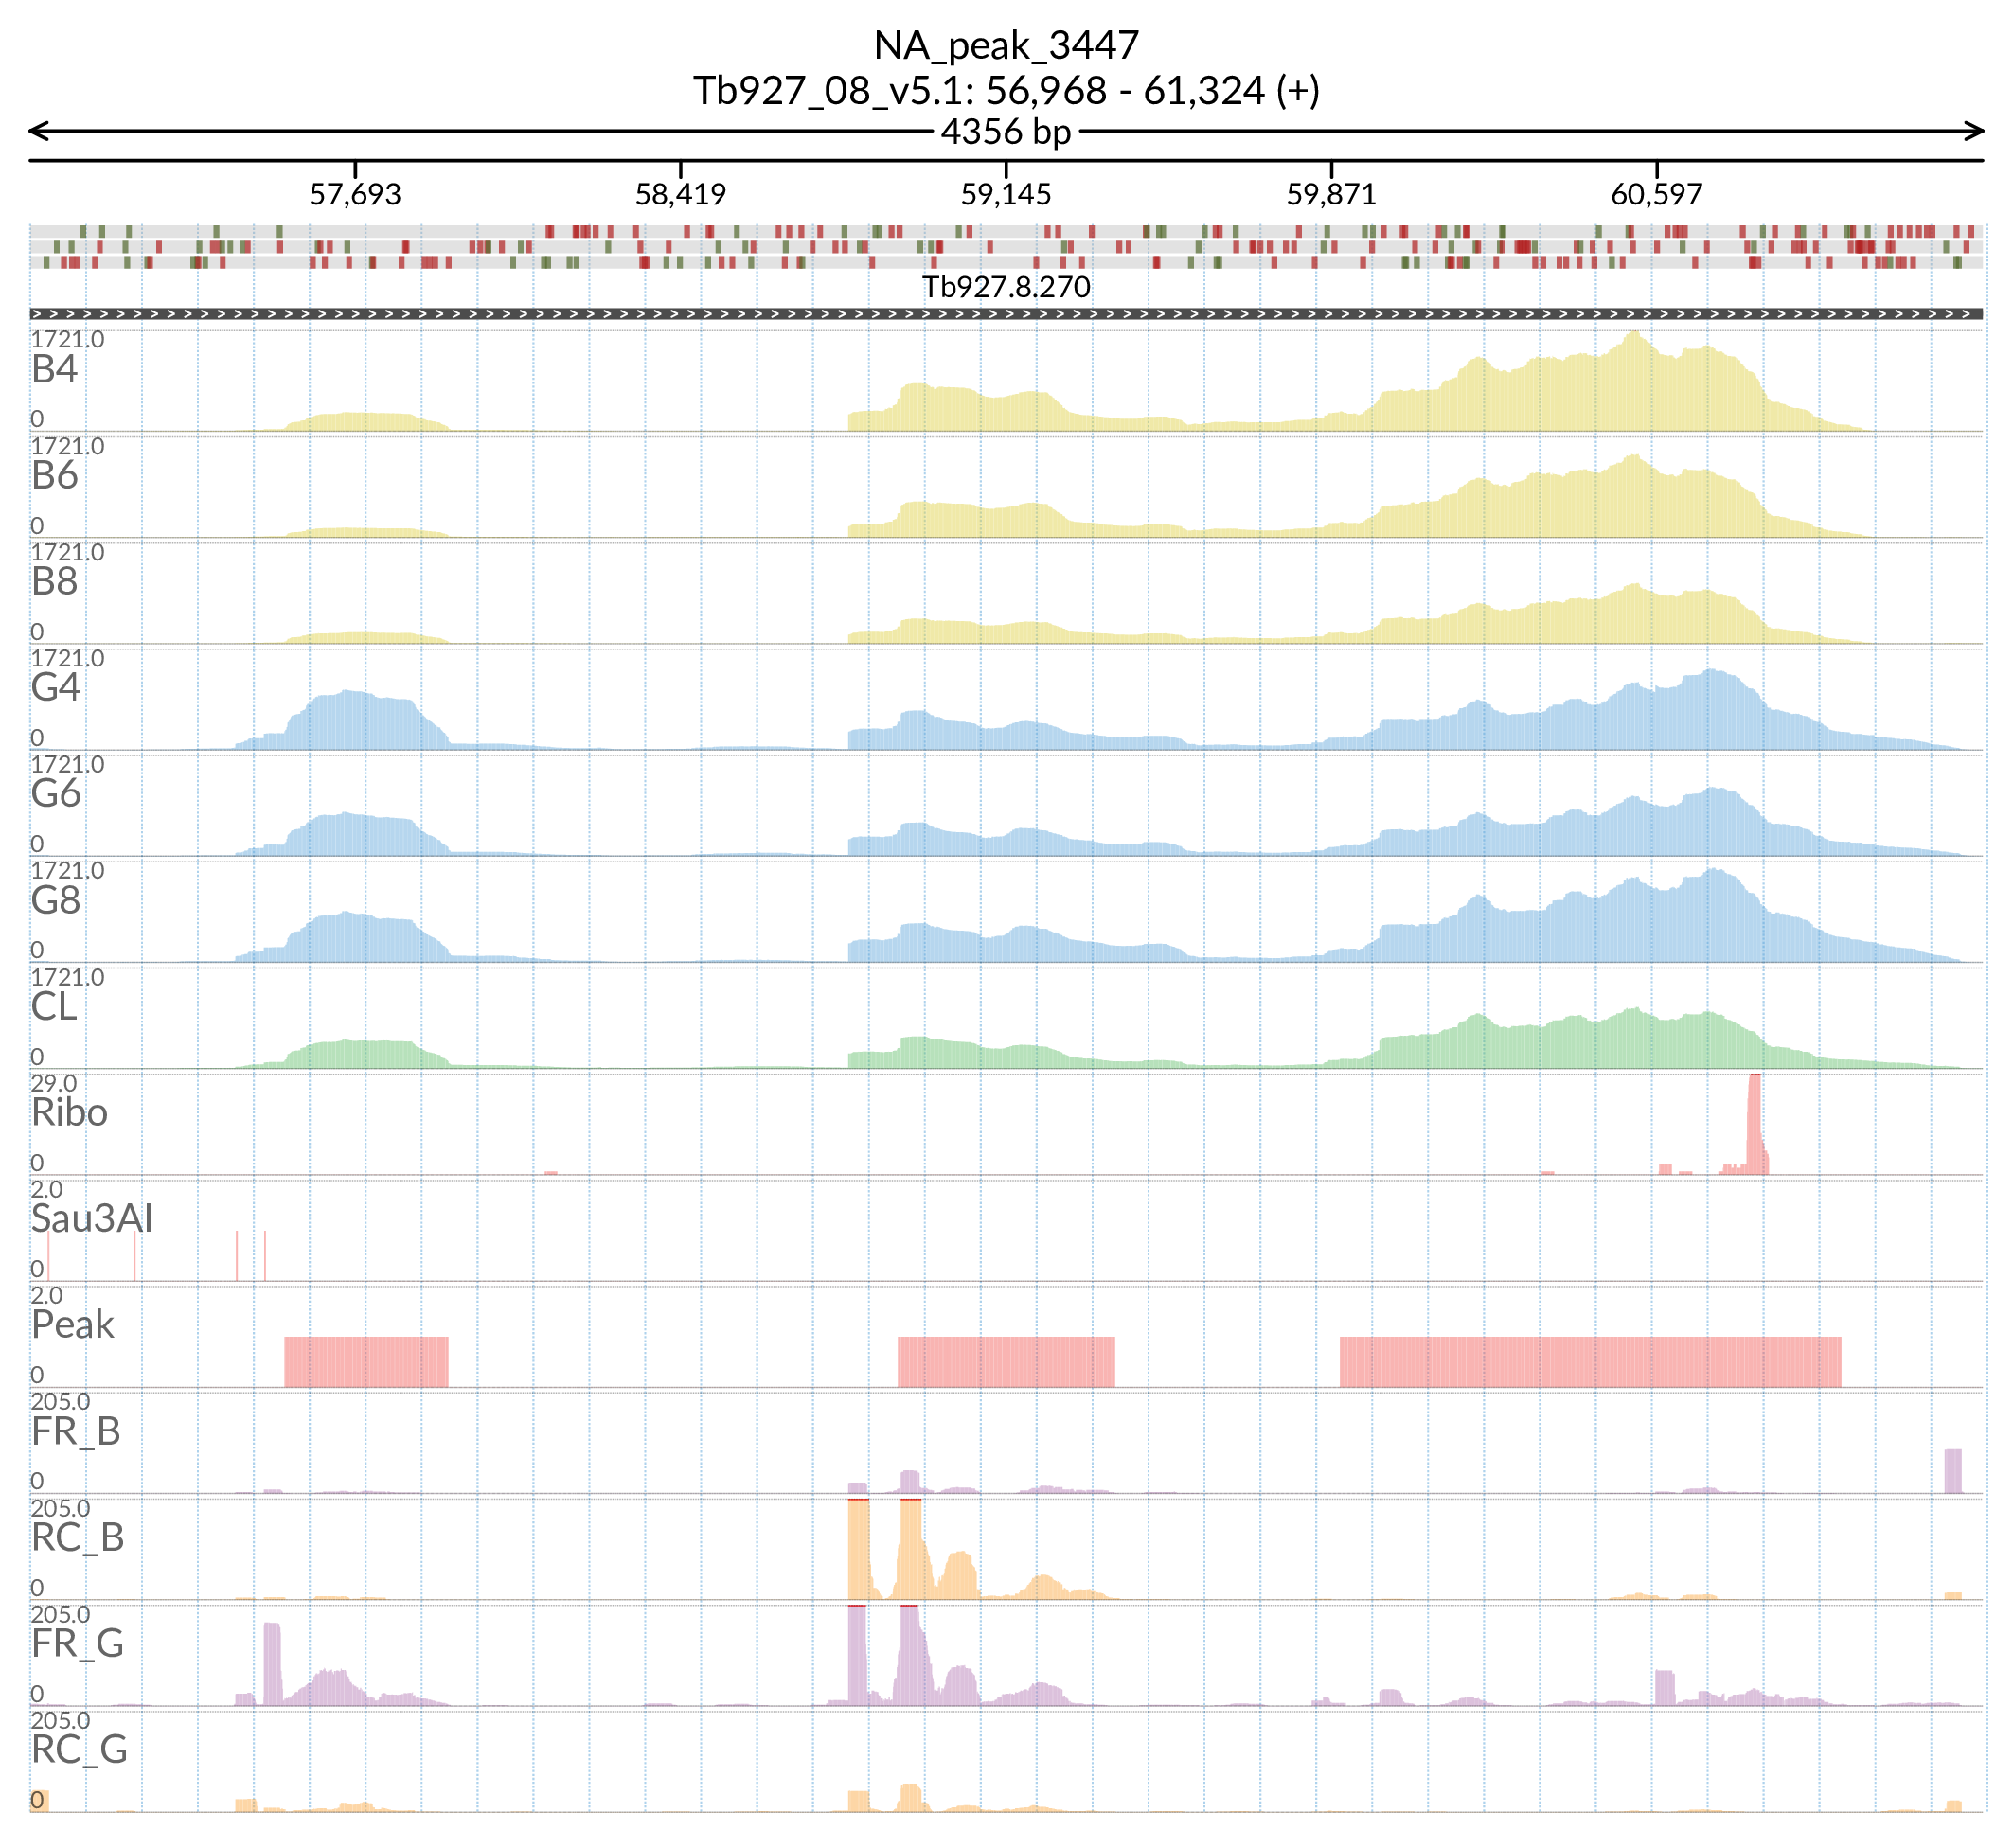 NA_peak_3447
Tb927_08_v5.1: 56,968 - 61,324 (+)
4356 bp
57,693 58,419 59,145 59,871 60,597
Tb927.8.270
1721.0
B4
0
1721.0
B6
0
1721.0
B8
0
1721.0
G4
0
1721.0
G6
0
1721.0
G8
0
1721.0
CL
0
29.0
Ribo
0
2.0
Sau3AI
0
2.0
Peak
0
205.0
FR_B
0
205.0
RC_B
0
205.0
FR_G
0
205.0
RC_G
0